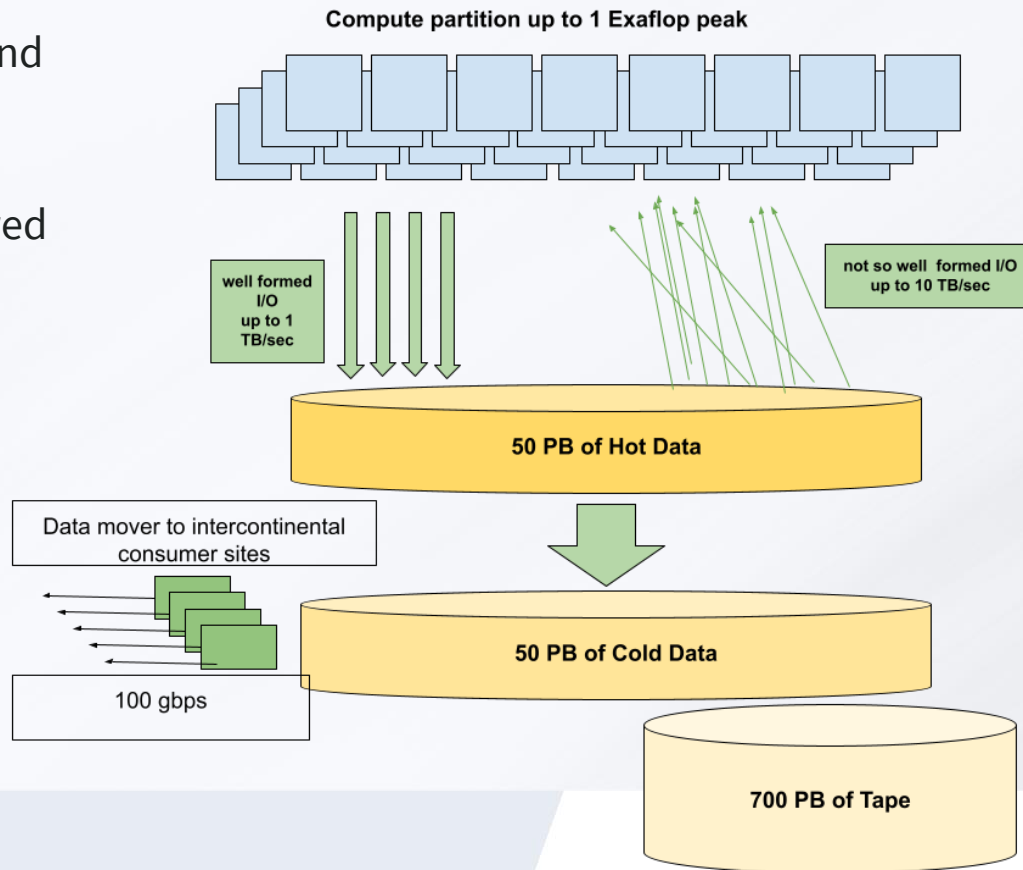 Compute partition up to 1 Exaflop peak
nd
ed
well formed
I/O
up to 1
TB/sec
not so well formed I/O
up to 10 TB/sec
50 PB of Hot Data
Data mover to intercontinental
consumer sites
50 PB of Cold Data
100 gbps
700 PB of Tape